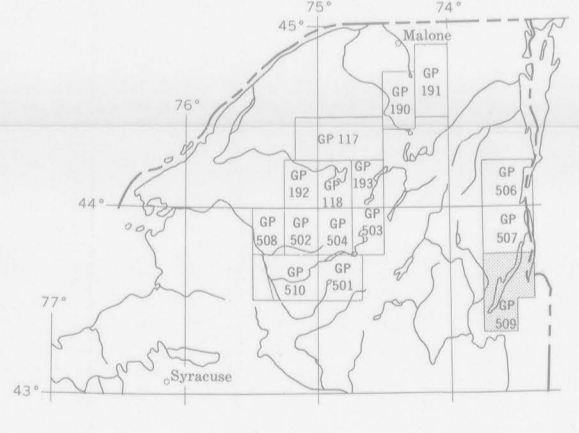 75° 74°
45°
Malone
GP 190
GP 191
76°
GP 117
GP 192
GP 118
GP 193
GP 506
44°
GP 508
GP 502
GP 504
GP 503
GP 507
GP 510
GP 501
77°
GP 509
Syracuse
43°